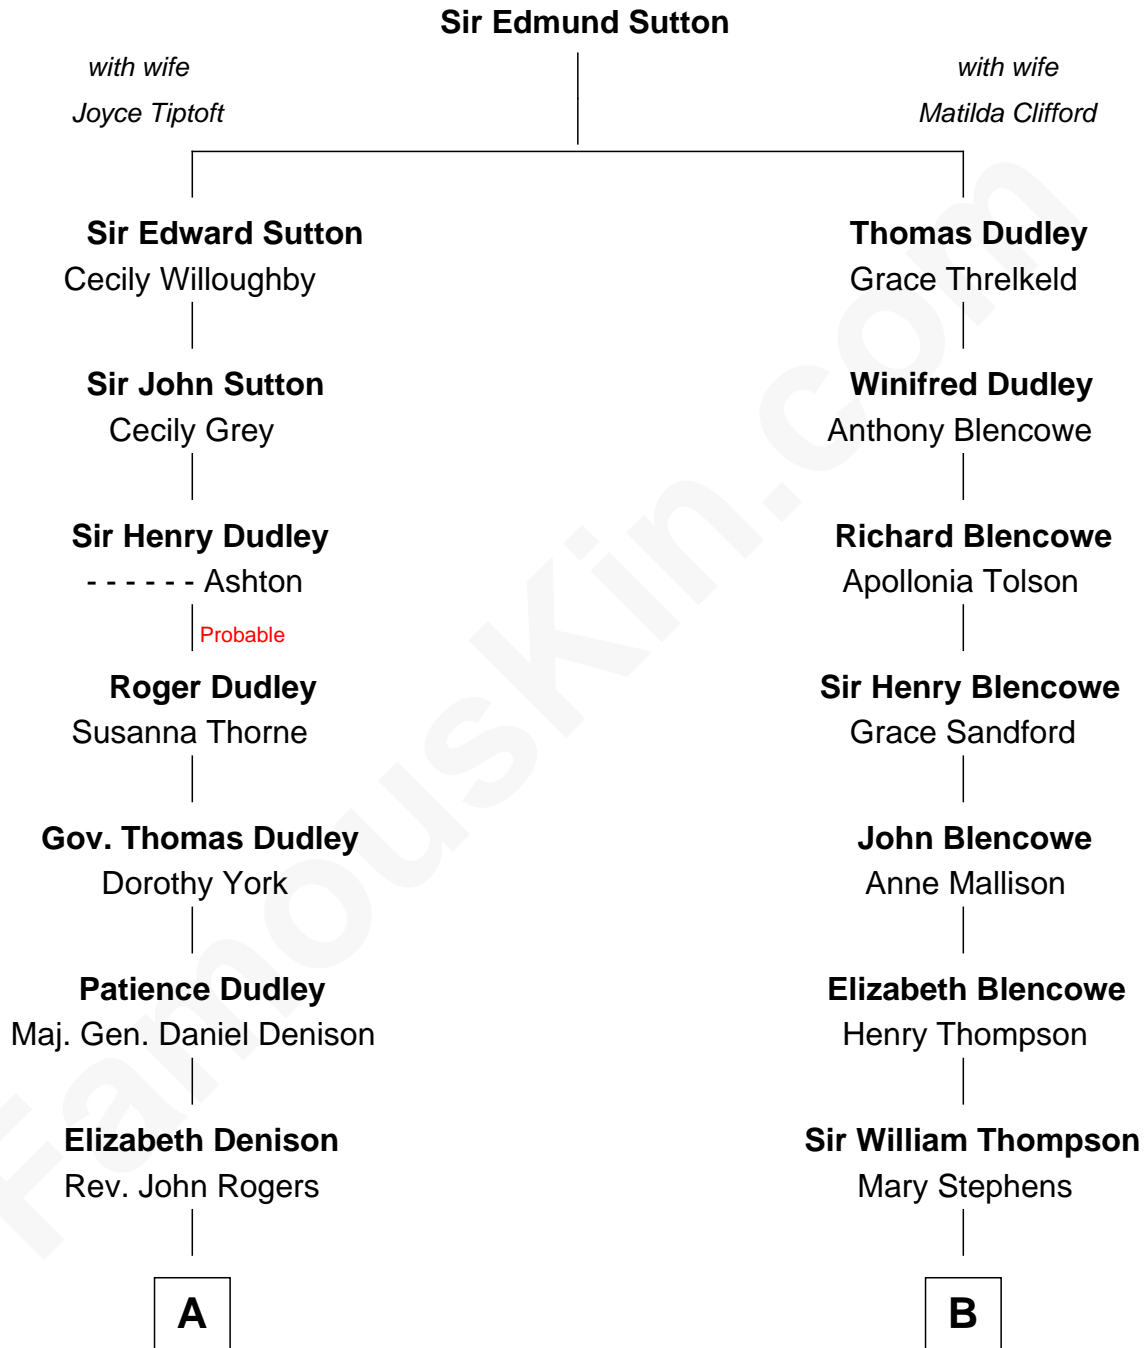 Sir Edmund Sutton
with wife
Joyce Tiptoft
with wife
Matilda Clifford
Sir Edward Sutton
Cecily Willoughby
Thomas Dudley
Grace Threlkeld
Sir John Sutton
Cecily Grey
Winifred Dudley
Anthony Blencowe
Sir Henry Dudley
- - - - - - Ashton
Probable
Richard Blencowe
Apollonia Tolson
Roger Dudley
Susanna Thorne
Sir Henry Blencowe
Grace Sandford
Gov. Thomas Dudley
Dorothy York
John Blencowe
Anne Mallison
Patience Dudley
Maj. Gen. Daniel Denison
Elizabeth Blencowe
Henry Thompson
Elizabeth Denison
Rev. John Rogers
Sir William Thompson
Mary Stephens
A
B
FamousKin.com